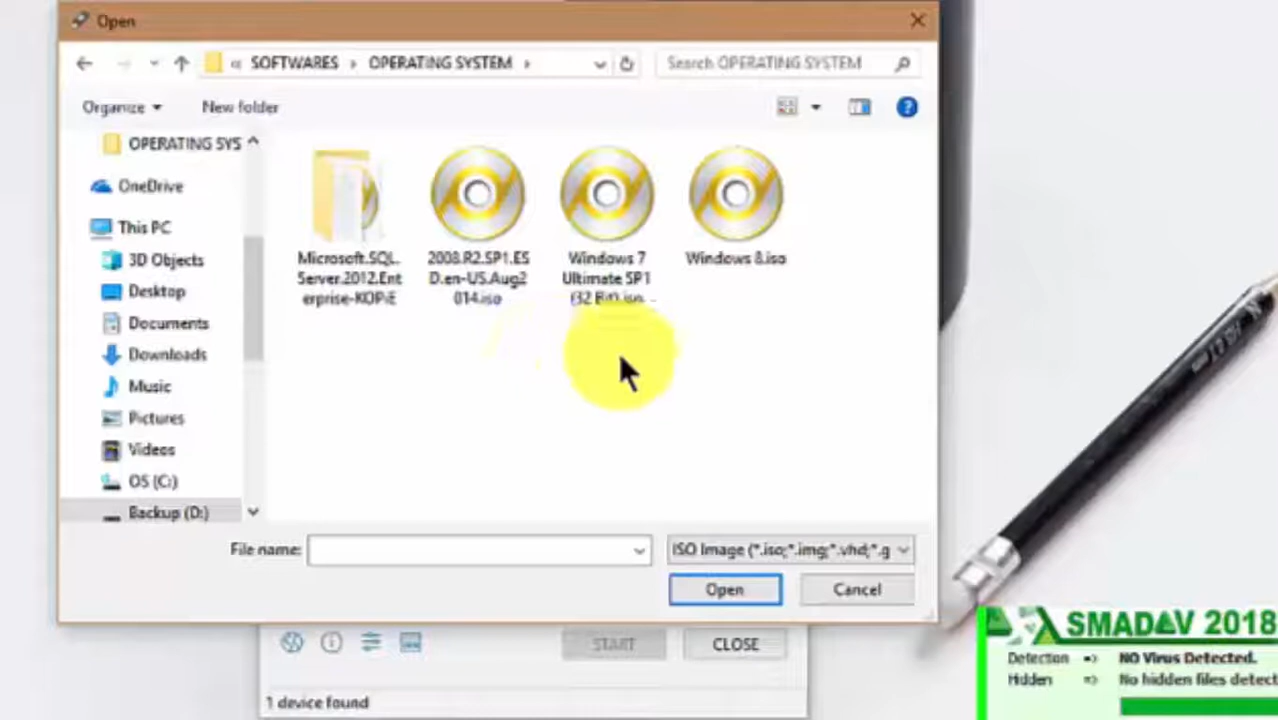 Open
« SOFTWARES › OPERATING SYSTEM ›
Search OPERATING SYSTEM
Organize
New folder
OPERATING SYS
OneDrive
This PC
3D Objects
Desktop
Documents
Downloads
Music
Pictures
Videos
OS (C:)
Backup (D:)
Microsoft.SQL.
Server.2012.Ent
erprise-KOPiE
2008.R2.SP1.ES
D.en-US.Aug2
014.iso
Windows 7
Ultimate SP1
(32 Bit).iso
Windows 8.iso
File name:
ISO Image (*.iso;*.img;*.vhd;*.g
Open
Cancel
START
CLOSE
1 device found
SMADAV 2018
Detection => NO Virus Detected.
Hidden => No hidden files detect